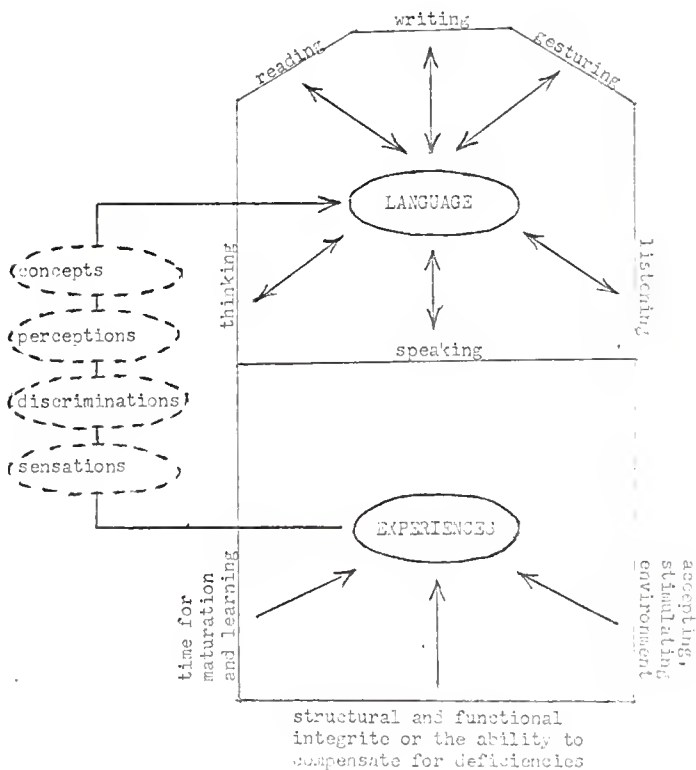 writing
reading
gesturing
LANGUAGE
concepts
thinking
listening
perceptions
speaking
discriminations
sensations
EXPERIENCES
time for
maturation
and learning
accepting,
stimulating
environment
structural and functional
integrite or the ability to
compensate for deficiencies